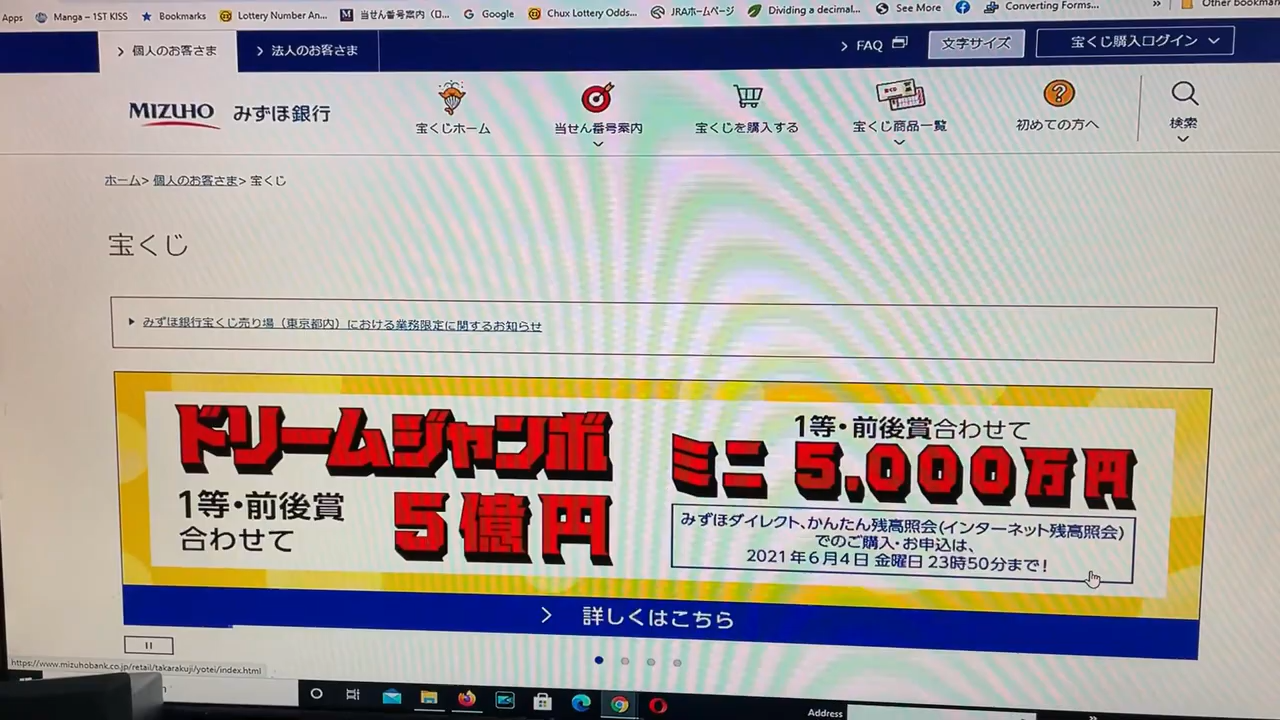 Apps Manga – 1ST KISS Bookmarks Lottery Number An... 当せん番号案内（ロ... Google Chux Lottery Odds... JRAホームページ Dividing a decimal... See More Converting Forms... » Other bookmar
個人のお客さま 法人のお客さま FAQ 文字サイズ 宝くじ購入ログイン
MIZUHO みずほ銀行 宝くじホーム 当せん番号案内 宝くじを購入する 宝くじ商品一覧 初めての方へ 検索
ホーム> 個人のお客さま> 宝くじ
宝くじ
みずほ銀行宝くじ売り場（東京都内）における業務限定に関するお知らせ
ドリームジャンボ
1等・前後賞
合わせて
5億円
1等・前後賞合わせて
ミニ 5,000万円
みずほダイレクト、かんたん残高照会(インターネット残高照会)
でのご購入・お申込は、
2021年6月4日 金曜日 23時50分まで!
詳しくはこちら
https://www.mizuhobank.co.jp/retail/takarakuji/yotei/index.html
Address »